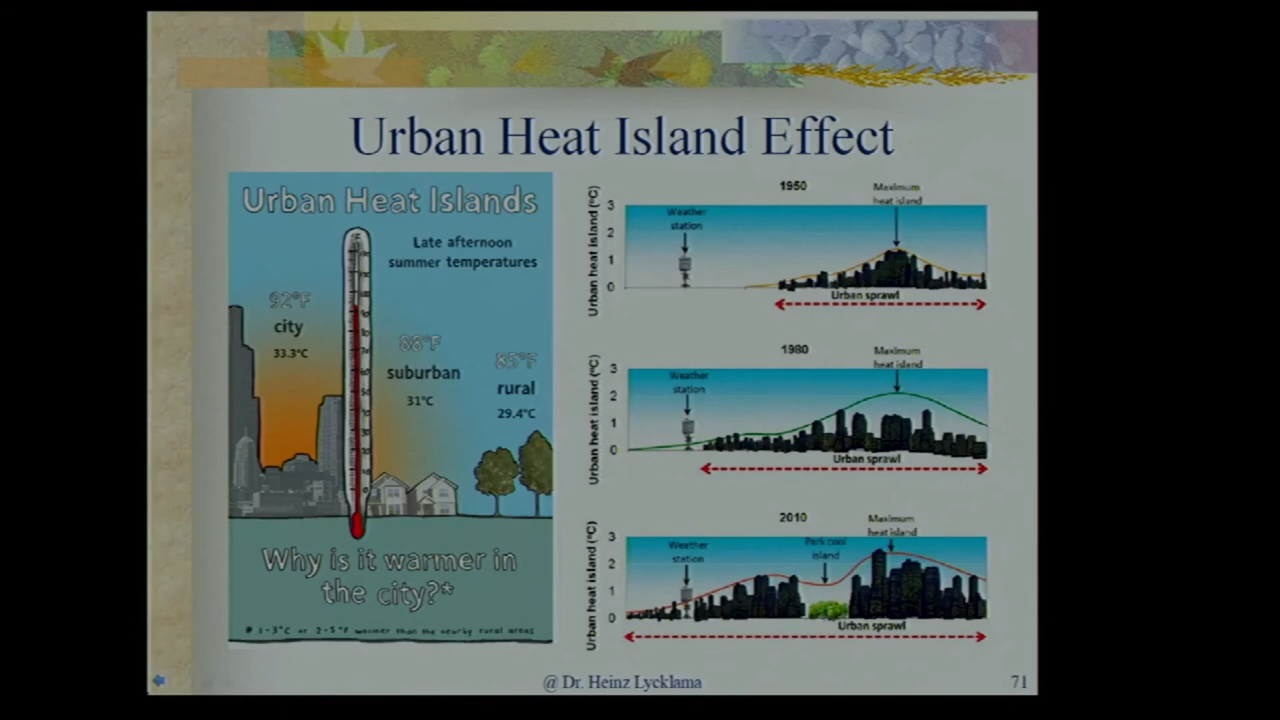 Urban Heat Island Effect
Urban Heat Islands
Late afternoon
summer temperatures
92°F
city
33.3°C
88°F
suburban
31°C
85°F
rural
29.4°C
Why is it warmer in
the city?*
* 1-3°C or 2-5°F warmer than the nearby rural areas
1950
Maximum
heat island
Weather
station
Urban heat island (°C)
3
2
1
0
Urban sprawl
1980
Maximum
heat island
Weather
station
Urban heat island (°C)
3
2
1
0
Urban sprawl
2010
Maximum
heat island
Park cool
island
Weather
station
Urban heat island (°C)
3
2
1
0
Urban sprawl
@ Dr. Heinz Lycklama
71